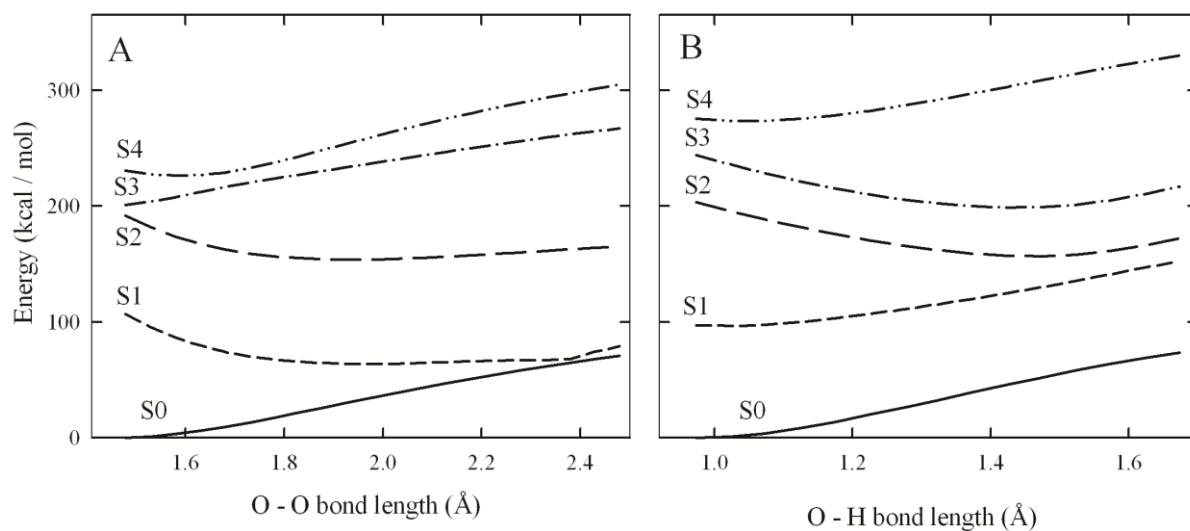 A
B
Energy (kcal / mol)
300
200
100
0
S4
S3
S2
S1
S0
S4
S3
S2
S1
S0
1.6
1.8
2.0
2.2
2.4
1.0
1.2
1.4
1.6
O - O bond length (Å)
O - H bond length (Å)